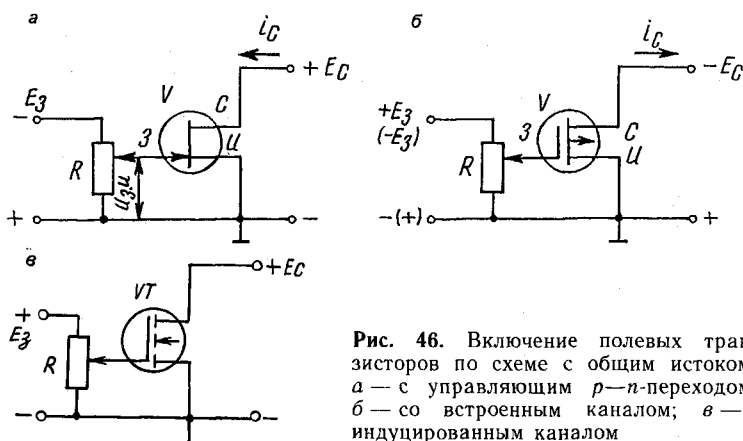 а
i_C
+ E_C
E_З
−
V
С
З
И
R
U_З.И
+
−
б
i_C
− E_C
+E_З
(−E_З)
V
З
С
И
R
−(+)
+
в
+ E_C
VT
+
E_З
R
−
−
Рис. 46. Включение полевых тран
зисторов по схеме с общим истоком
а — с управляющим р—n-переходом
б — со встроенным каналом; в —
индуцированным каналом